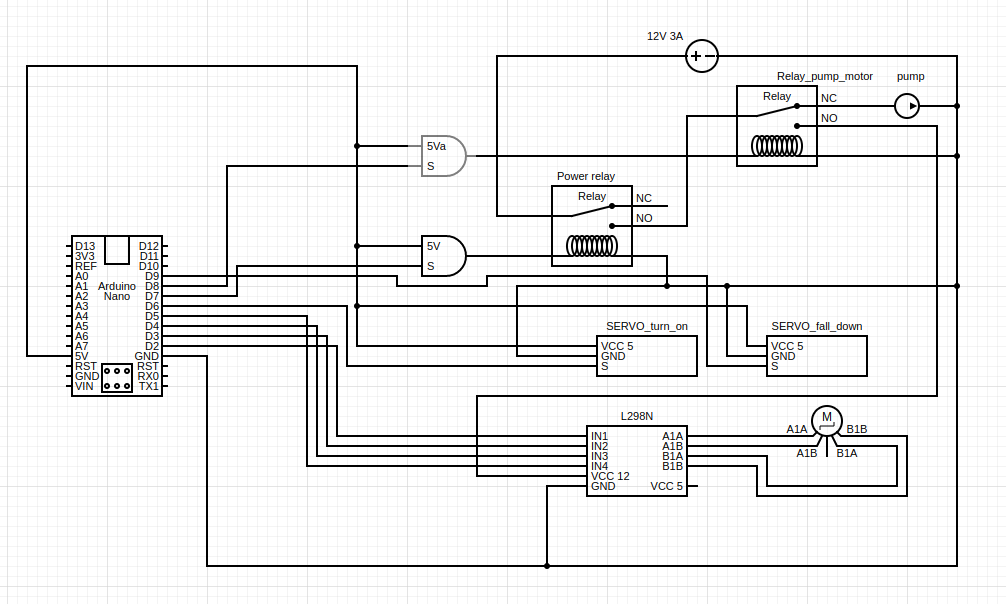 12V 3A
Relay_pump_motor
pump
Relay
NC
NO
5Va
S
Power relay
Relay
NC
NO
5V
S
D13 D12
3V3 D11
REF D10
A0 D9
A1 Arduino D8
A2 Nano D7
A3 D6
A4 D5
A5 D4
A6 D3
A7 D2
5V GND
RST RST
GND RX0
VIN TX1
SERVO_turn_on
VCC 5
GND
S
SERVO_fall_down
VCC 5
GND
S
L298N
IN1 A1A
IN2 A1B
IN3 B1A
IN4 B1B
VCC 12
GND VCC 5
M
A1A B1B
A1B B1A